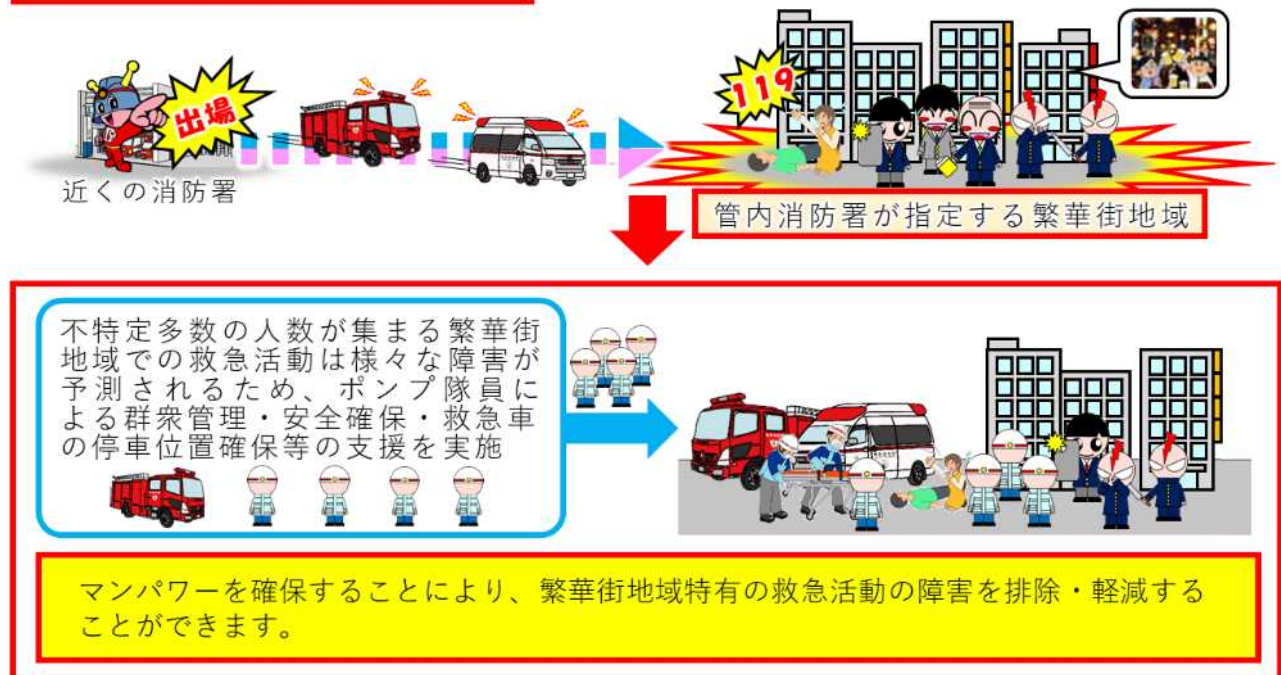 出場
119
近くの消防署
管内消防署が指定する繁華街地域
不特定多数の人数が集まる繁華街
地域での救急活動は様々な障害が
予測されるため、ポンプ隊員に
よる群衆管理・安全確保・救急車
の停車位置確保等の支援を実施
マンパワーを確保することにより、繁華街地域特有の救急活動の障害を排除・軽減する
ことができます。